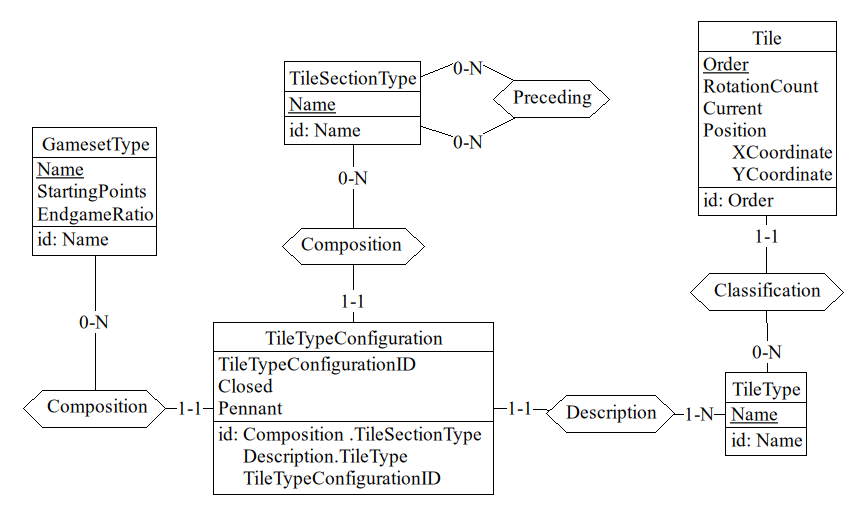 TileSectionType
Name
id: Name
0-N
0-N
Preceding
Tile
Order
RotationCount
Current
Position
XCoordinate
YCoordinate
id: Order
GamesetType
Name
StartingPoints
EndgameRatio
id: Name
0-N
Composition
1-1
1-1
Classification
0-N
0-N
TileTypeConfiguration
TileTypeConfigurationID
Closed
Pennant
id: Composition .TileSectionType
Description.TileType
TileTypeConfigurationID
Composition
1-1
1-1
Description
1-N
TileType
Name
id: Name